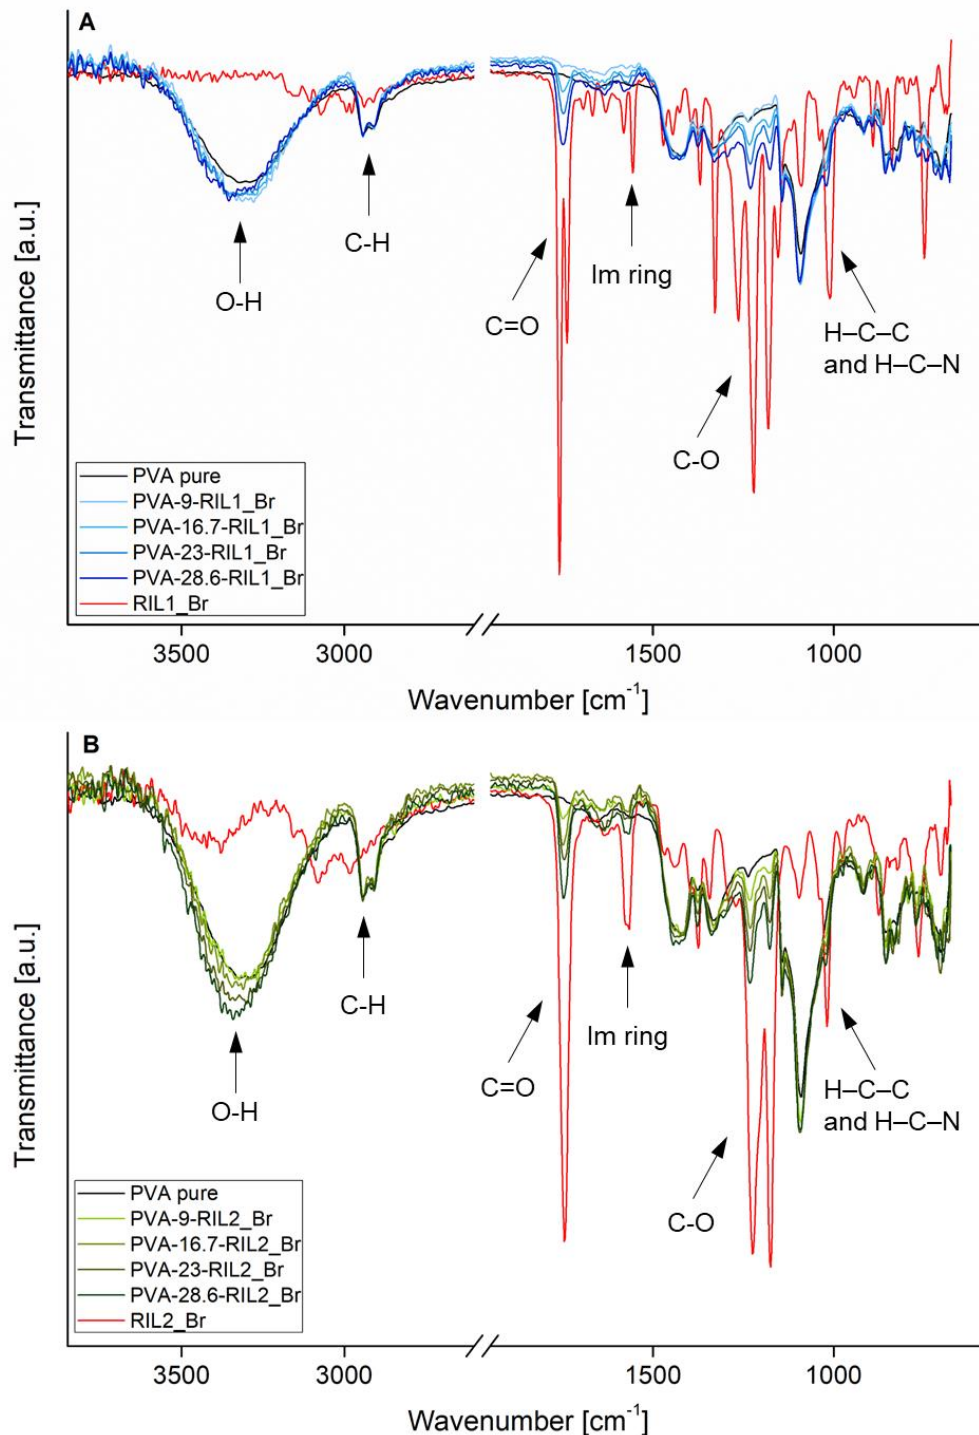 A
Transmittance [a.u.]
O-H
C-H
C=O
Im ring
C-O
H–C–C
and H–C–N
PVA pure
PVA-9-RIL1_Br
PVA-16.7-RIL1_Br
PVA-23-RIL1_Br
PVA-28.6-RIL1_Br
RIL1_Br
3500 3000 1500 1000
Wavenumber [cm⁻¹]
B
Transmittance [a.u.]
O-H
C-H
C=O
Im ring
C-O
H–C–C
and H–C–N
PVA pure
PVA-9-RIL2_Br
PVA-16.7-RIL2_Br
PVA-23-RIL2_Br
PVA-28.6-RIL2_Br
RIL2_Br
3500 3000 1500 1000
Wavenumber [cm⁻¹]